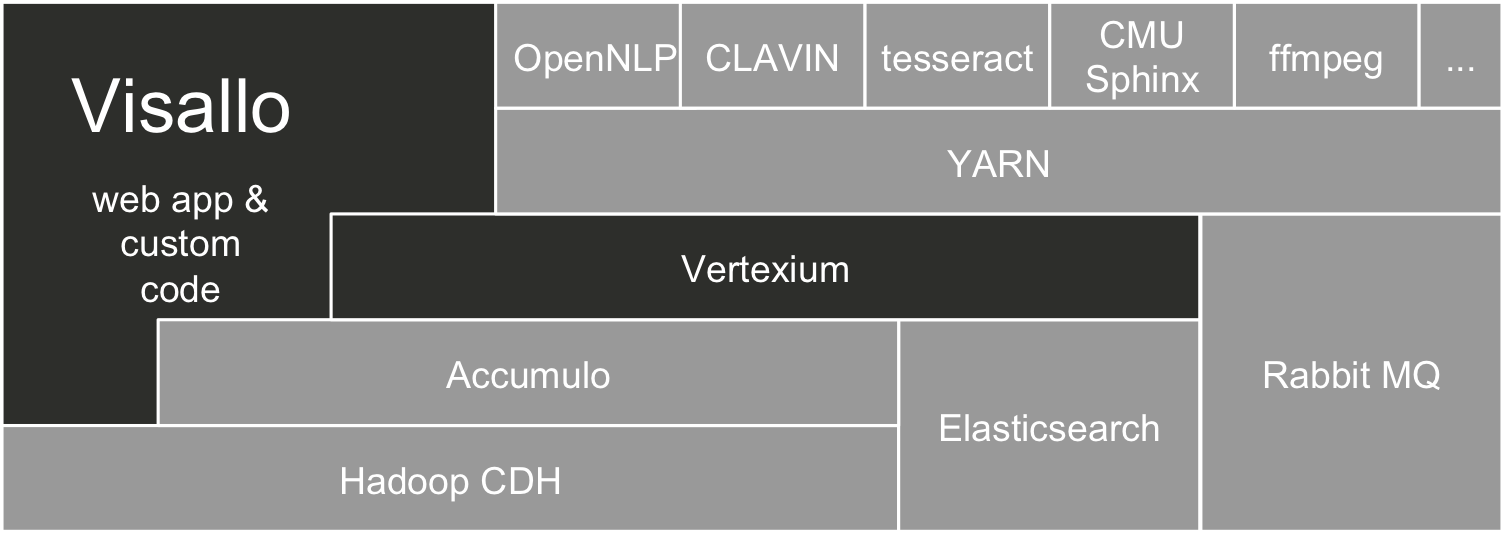 Visallo
web app &
custom
code
OpenNLP
CLAVIN
tesseract
CMU
Sphinx
ffmpeg
...
YARN
Vertexium
Accumulo
Elasticsearch
Rabbit MQ
Hadoop CDH